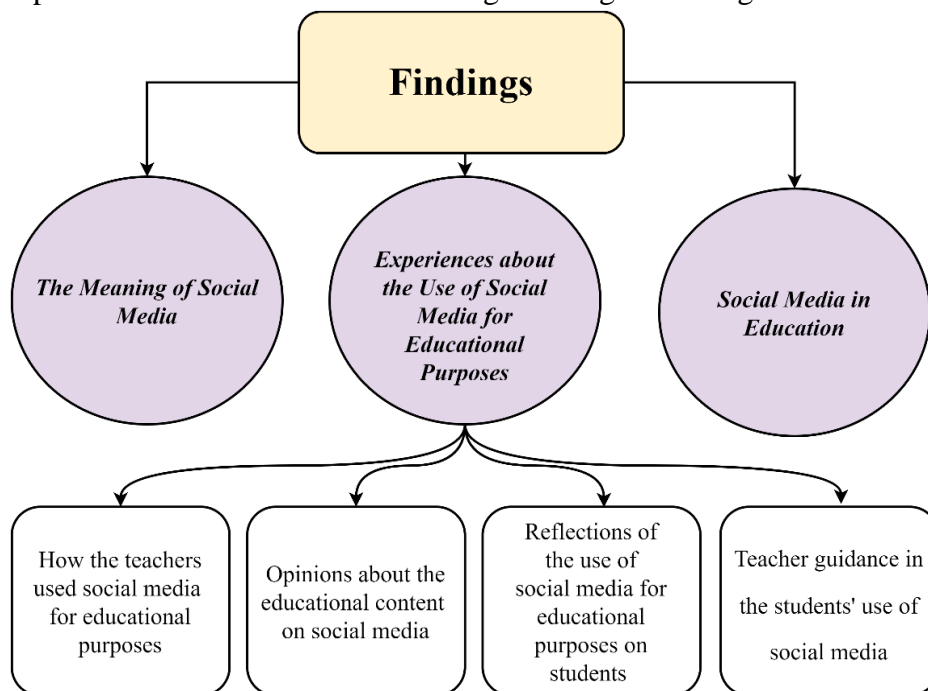 Findings
The Meaning of Social
Media
Experiences about
the Use of Social
Media for
Educational
Purposes
Social Media in
Education
How the teachers
used social media
for educational
purposes
Opinions about the
educational content
on social media
Reflections of
the use of
social media for
educational
purposes on
students
Teacher guidance in
the students' use of
social media